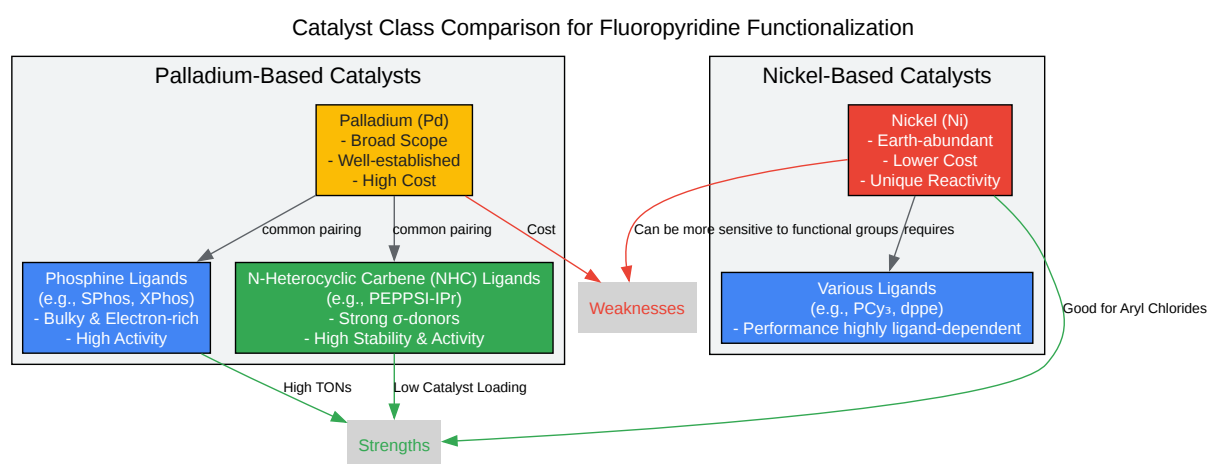 Catalyst Class Comparison for Fluoropyridine Functionalization
Palladium-Based Catalysts
Nickel-Based Catalysts
Palladium (Pd)
- Broad Scope
- Well-established
- High Cost
Nickel (Ni)
- Earth-abundant
- Lower Cost
- Unique Reactivity
common pairing
common pairing
Cost
Can be more sensitive to functional groups
requires
Phosphine Ligands
(e.g., SPhos, XPhos)
- Bulky & Electron-rich
- High Activity
N-Heterocyclic Carbene (NHC) Ligands
(e.g., PEPPSI-IPr)
- Strong σ-donors
- High Stability & Activity
Weaknesses
Various Ligands
(e.g., PCy₃, dppe)
- Performance highly ligand-dependent
Good for Aryl Chlorides
High TONs
Low Catalyst Loading
Strengths